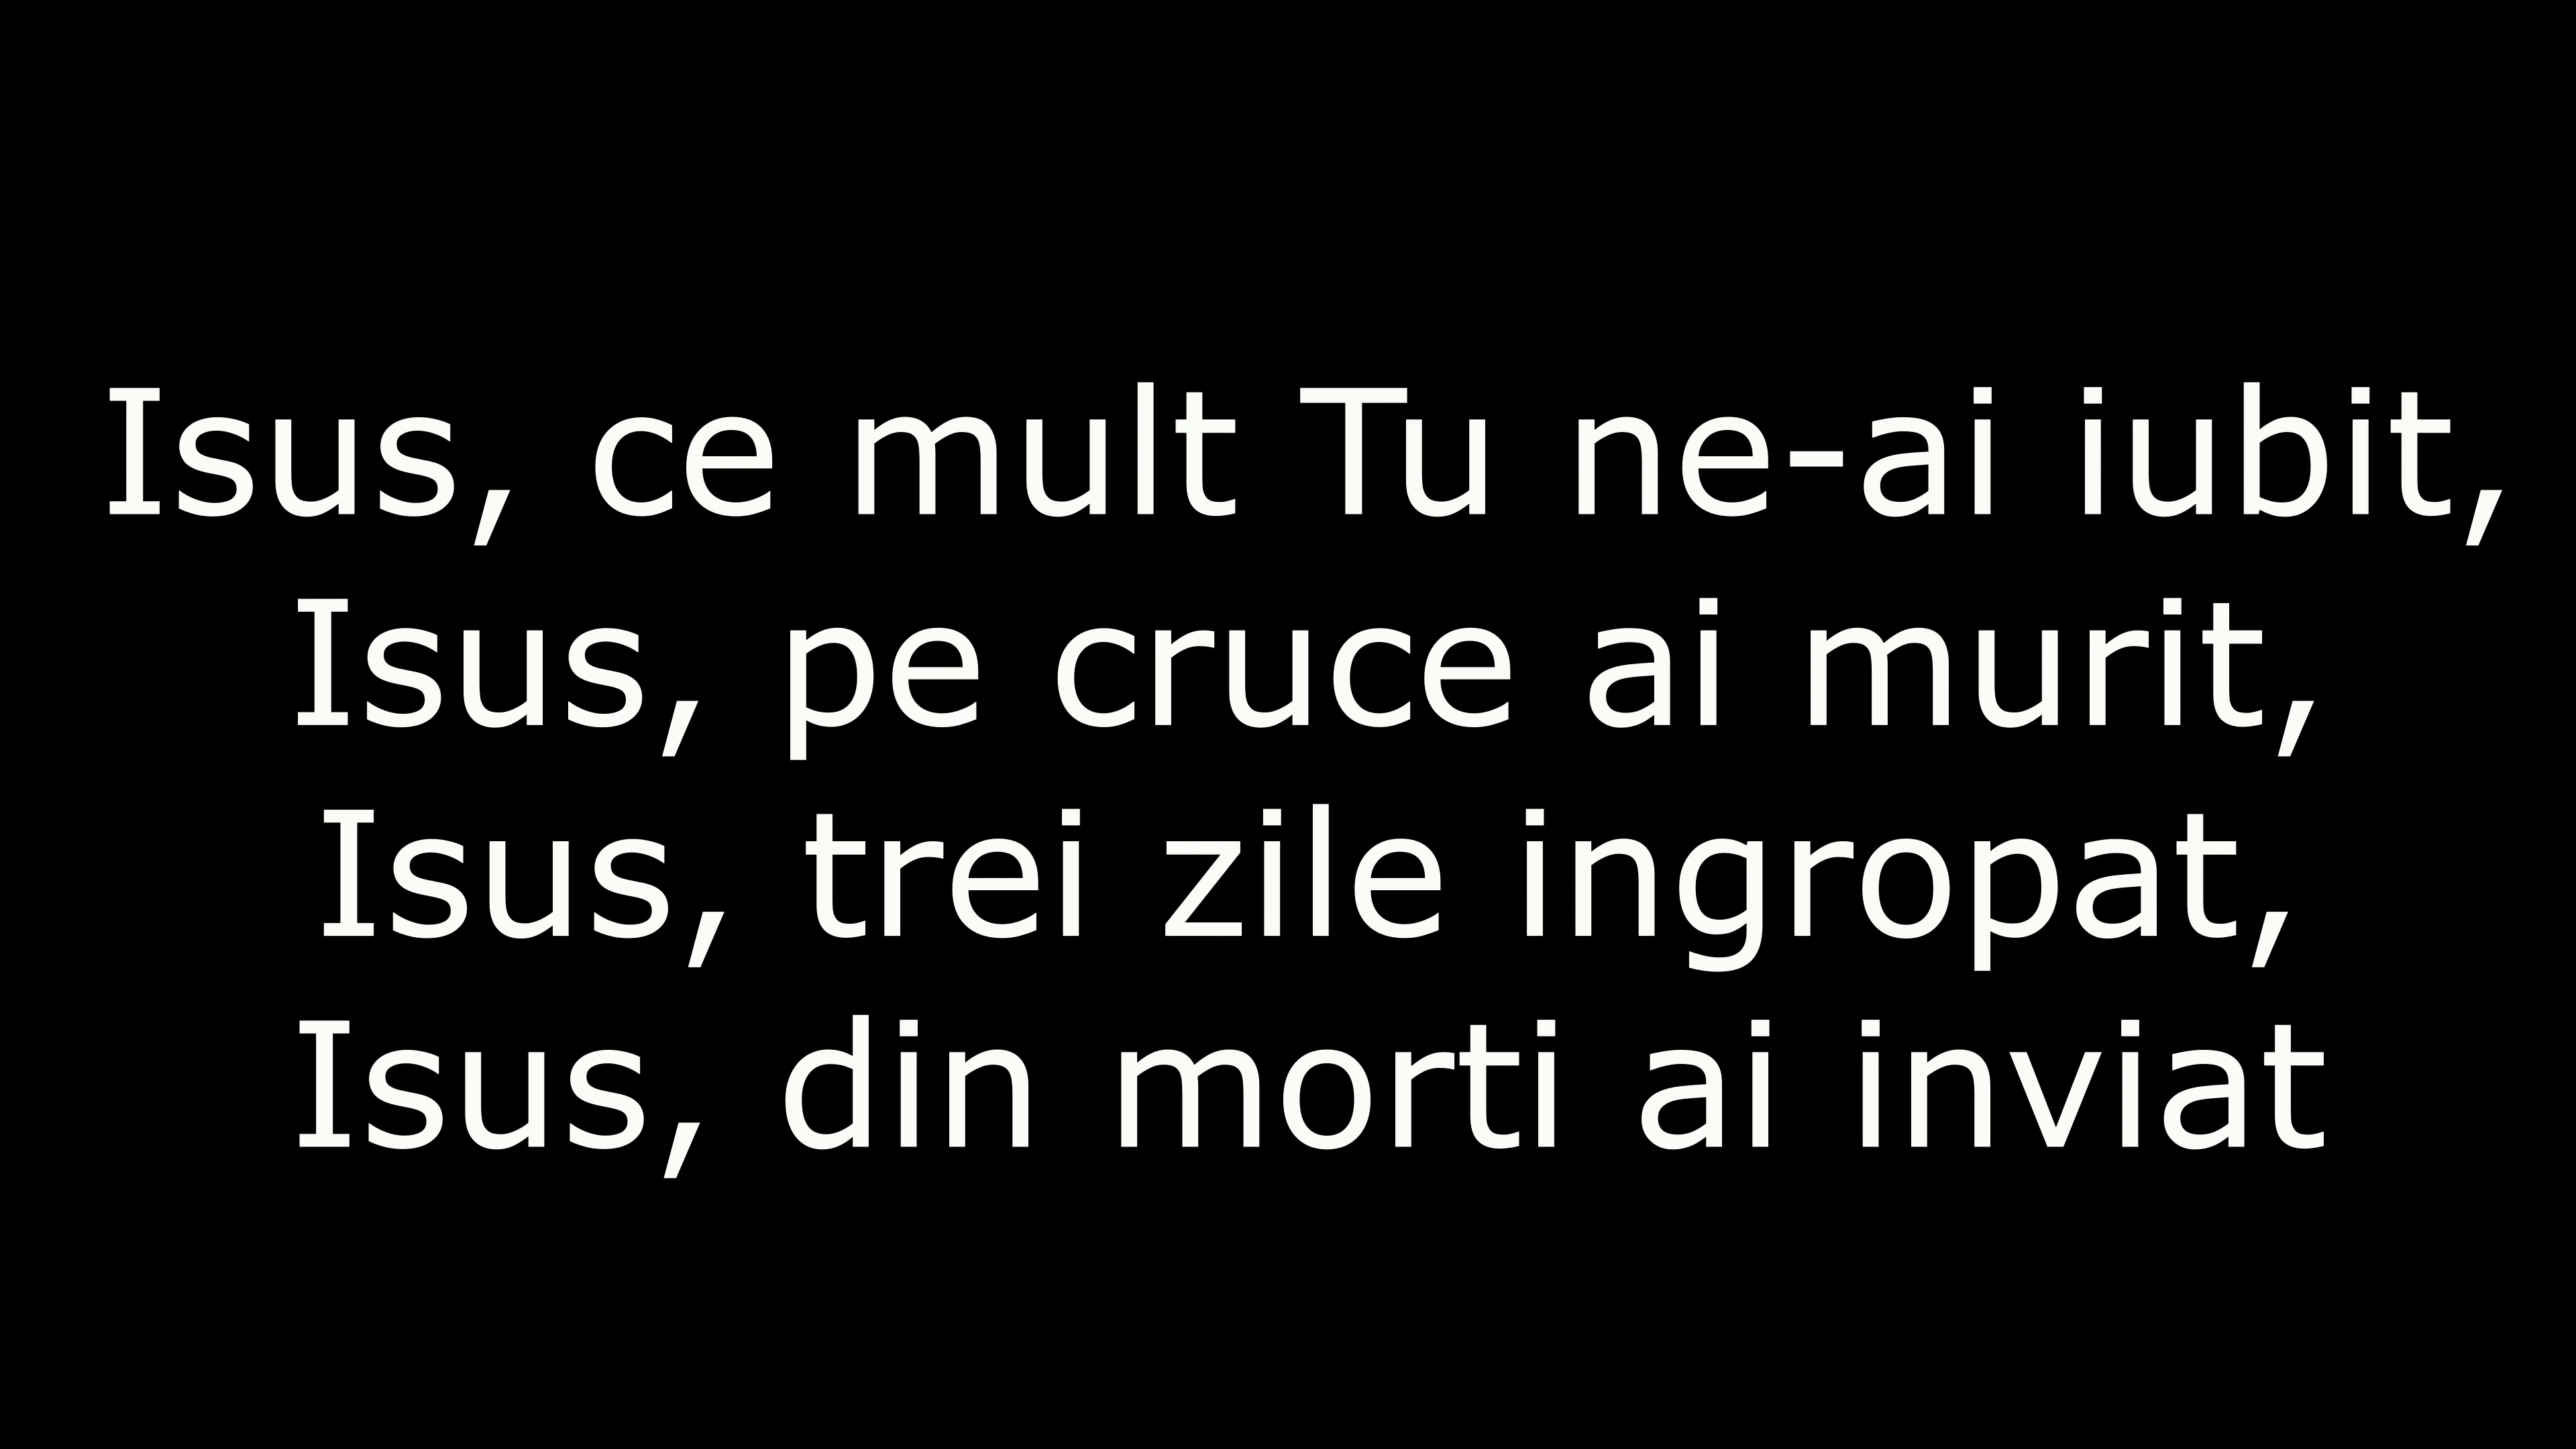 Isus, ce mult Tu ne-ai iubit,
Isus, pe cruce ai murit,
Isus, trei zile ingropat,
Isus, din morti ai inviat